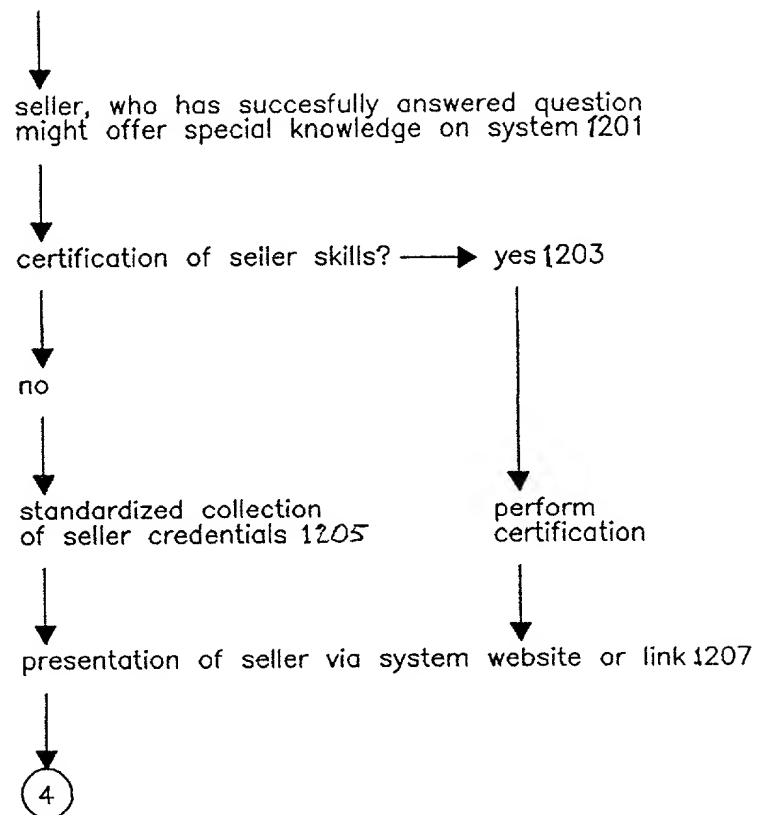 seller, who has succesfully answered question
might offer special knowledge on system 1201
certification of seiler skills? yes 1203
no
standardized collection
of seller credentials 1205
perform
certification
presentation of seller via system website or link 1207
4